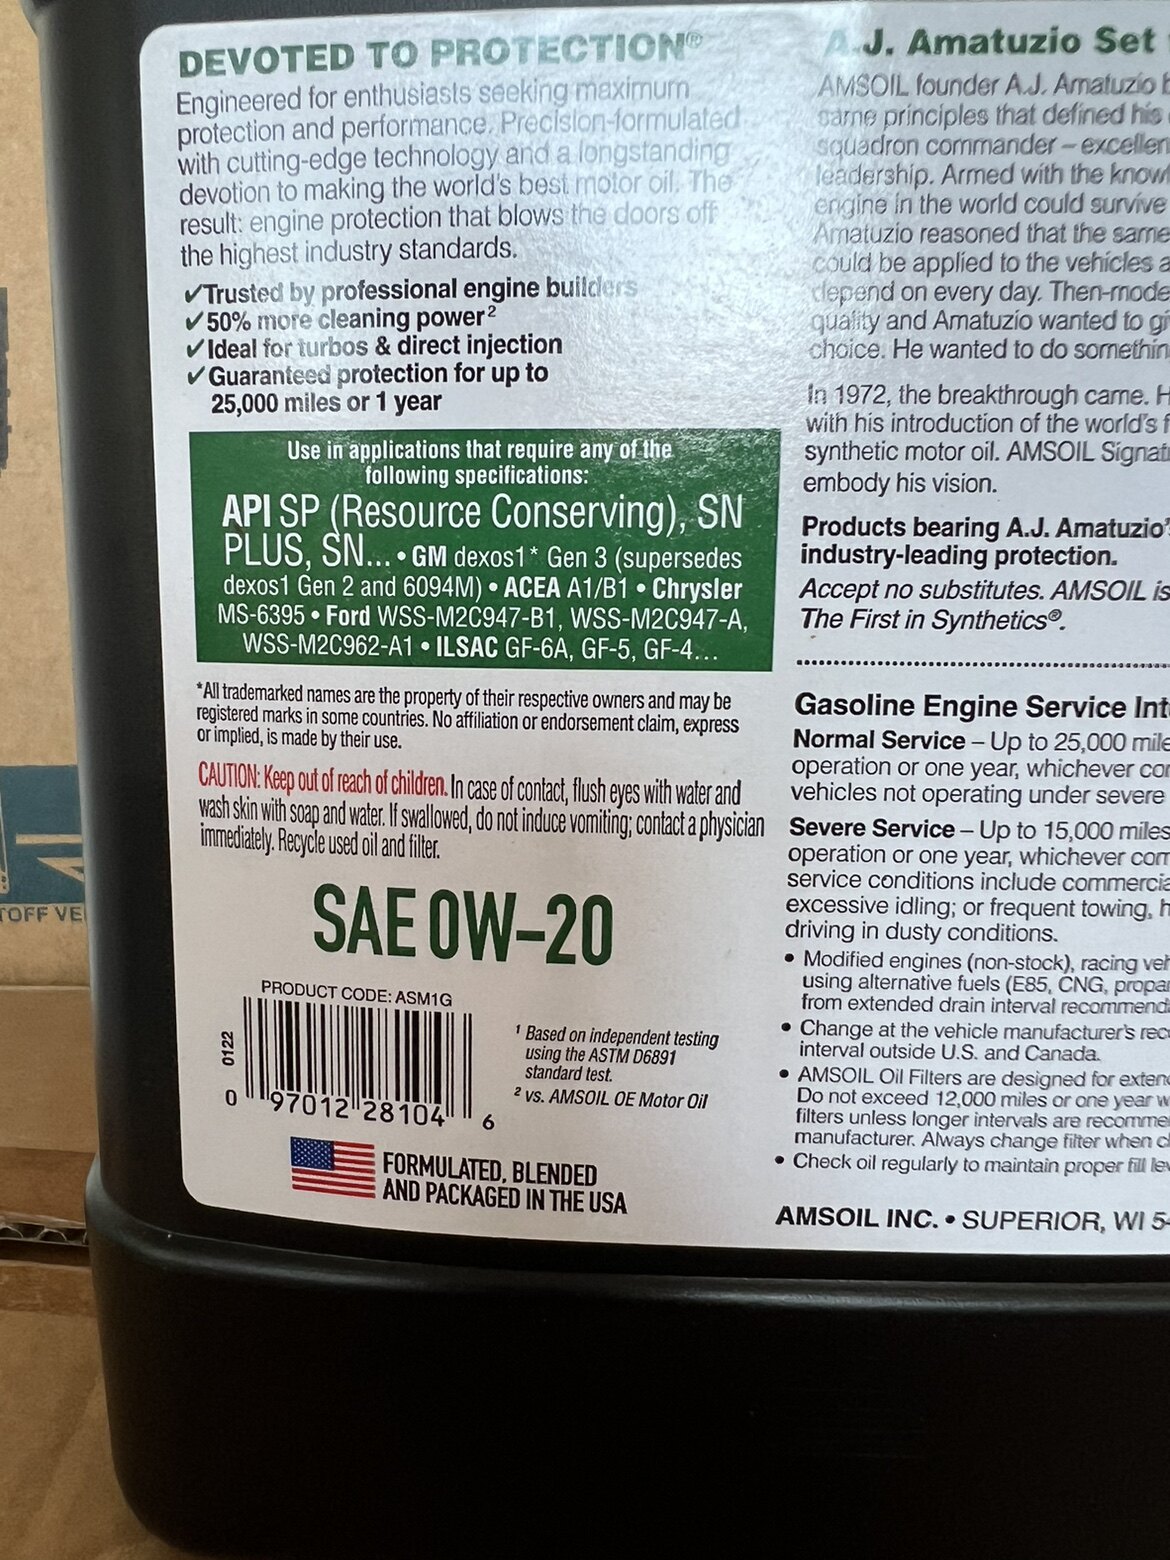 DEVOTED TO PROTECTION®
Engineered for enthusiasts seeking maximum
protection and performance. Precision-formulated
with cutting-edge technology and a longstanding
devotion to making the world's best motor oil. The
result: engine protection that blows the doors off
the highest industry standards.
✓Trusted by professional engine builders
✓50% more cleaning power²
✓Ideal for turbos & direct injection
✓Guaranteed protection for up to
25,000 miles or 1 year
Use in applications that require any of the
following specifications:
API SP (Resource Conserving), SN
PLUS, SN... • GM dexos1* Gen 3 (supersedes
dexos1 Gen 2 and 6094M) • ACEA A1/B1 • Chrysler
MS-6395 • Ford WSS-M2C947-B1, WSS-M2C947-A,
WSS-M2C962-A1 • ILSAC GF-6A, GF-5, GF-4...
*All trademarked names are the property of their respective owners and may be
registered marks in some countries. No affiliation or endorsement claim, express
or implied, is made by their use.
CAUTION: Keep out of reach of children. In case of contact, flush eyes with water and
wash skin with soap and water. If swallowed, do not induce vomiting; contact a physician
immediately. Recycle used oil and filter.
SAE 0W-20
PRODUCT CODE: ASM1G
0122
0 97012 28104 6
¹ Based on independent testing
using the ASTM D6891
standard test.
² vs. AMSOIL OE Motor Oil
FORMULATED, BLENDED
AND PACKAGED IN THE USA
A.J. Amatuzio Set
AMSOIL founder A.J. Amatuzio
same principles that defined his
squadron commander – excellen
leadership. Armed with the know
engine in the world could survive
Amatuzio reasoned that the same
could be applied to the vehicles
depend on every day. Then-mode
quality and Amatuzio wanted to gi
choice. He wanted to do somethin
In 1972, the breakthrough came. H
with his introduction of the world's f
synthetic motor oil. AMSOIL Signat
embody his vision.
Products bearing A.J. Amatuzio'
industry-leading protection.
Accept no substitutes. AMSOIL is
The First in Synthetics®.
Gasoline Engine Service Int
Normal Service – Up to 25,000 mile
operation or one year, whichever co
vehicles not operating under severe
Severe Service – Up to 15,000 miles
operation or one year, whichever com
service conditions include commercia
excessive idling; or frequent towing, h
driving in dusty conditions.
• Modified engines (non-stock), racing veh
using alternative fuels (E85, CNG, propa
from extended drain interval recommend
• Change at the vehicle manufacturer's rec
interval outside U.S. and Canada.
• AMSOIL Oil Filters are designed for exten
Do not exceed 12,000 miles or one year w
filters unless longer intervals are recomme
manufacturer. Always change filter when c
• Check oil regularly to maintain proper fill lev
AMSOIL INC. • SUPERIOR, WI 5
TOFF VE